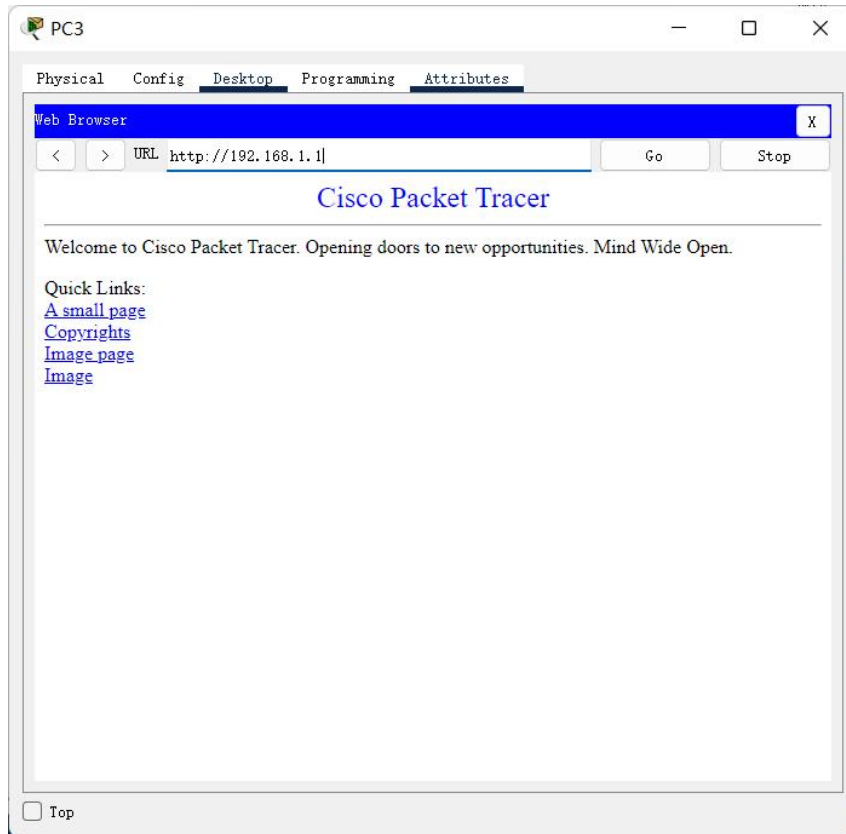 PC3
Physical Config Desktop Programming Attributes
Web Browser
X
< > URL http://192.168.1.1 Go Stop
Cisco Packet Tracer
Welcome to Cisco Packet Tracer. Opening doors to new opportunities. Mind Wide Open.
Quick Links:
A small page
Copyrights
Image page
Image
Top